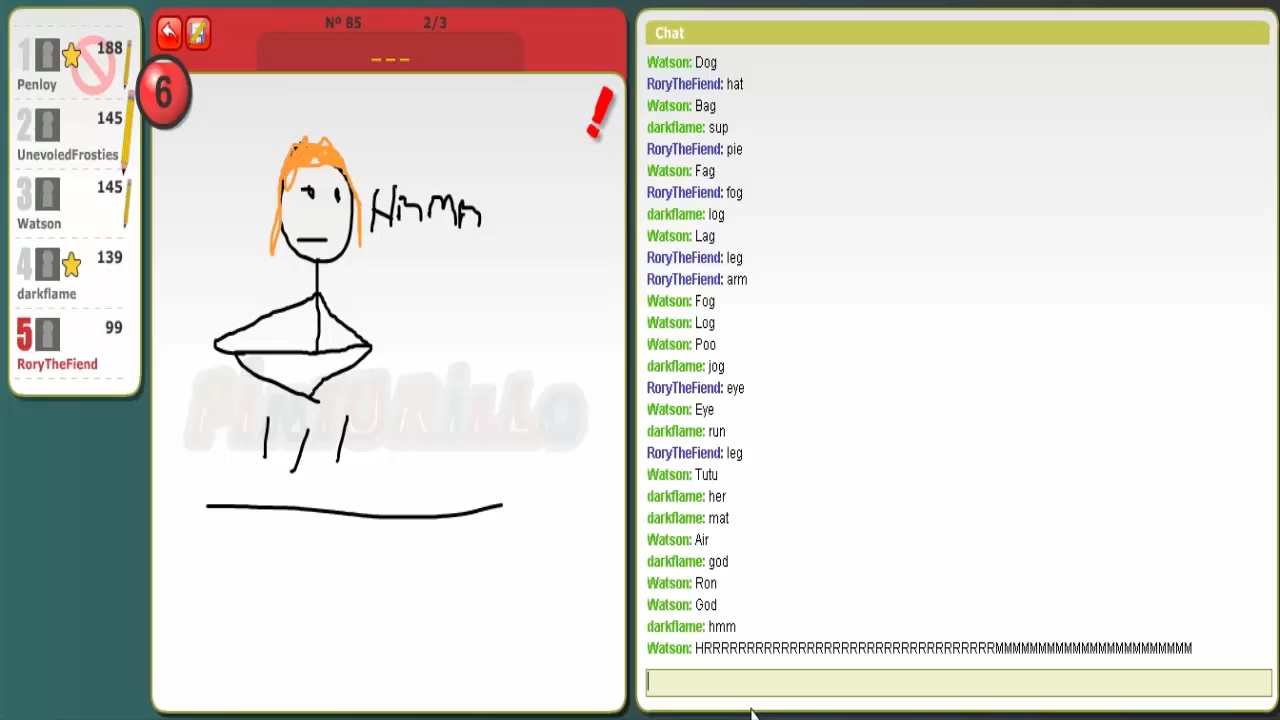 Nº 85 2/3
_ _ _
1 188
Penloy
2 145
UnevoledFrosties
3 145
Watson
4 139
darkflame
5 99
RoryTheFiend
6
!
Pinturillo
Chat
Watson: Dog
RoryTheFiend: hat
Watson: Bag
darkflame: sup
RoryTheFiend: pie
Watson: Fag
RoryTheFiend: fog
darkflame: log
Watson: Lag
RoryTheFiend: leg
RoryTheFiend: arm
Watson: Fog
Watson: Log
Watson: Poo
darkflame: jog
RoryTheFiend: eye
Watson: Eye
darkflame: run
RoryTheFiend: leg
Watson: Tutu
darkflame: her
darkflame: mat
Watson: Air
darkflame: god
Watson: Ron
Watson: God
darkflame: hmm
Watson: HRRRRRRRRRRRRRRRRRRRRRRRRRRRRRRRRRRMMMMMMMMMMMMMMMMMMMMMMM